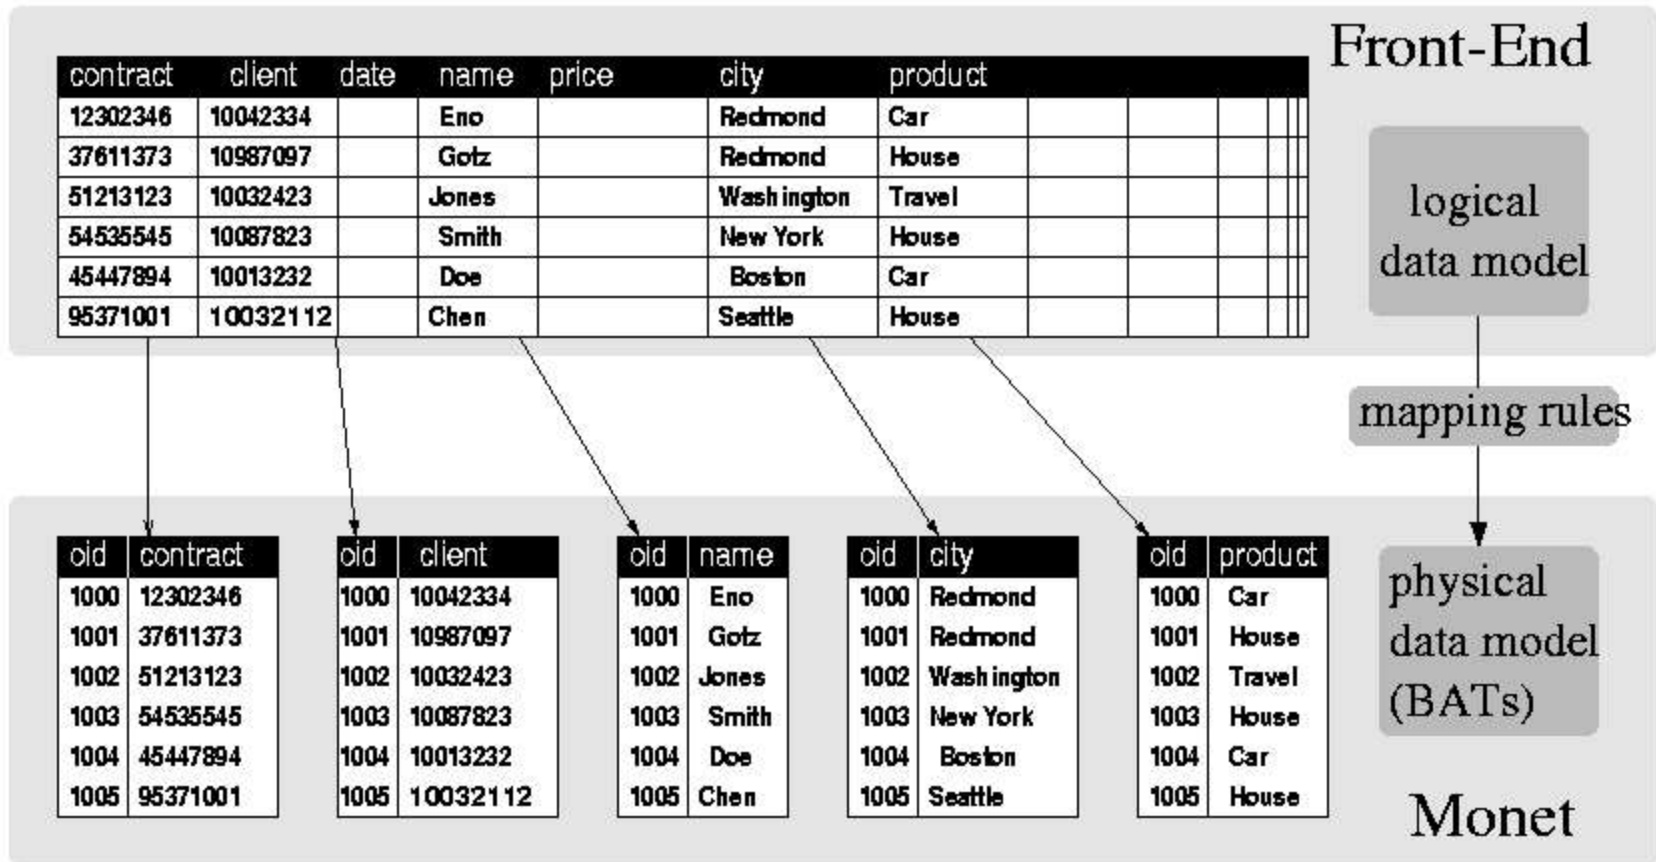 Front-End
contract client date name price city product
12302346 10042334 Eno Redmond Car
37611373 10987097 Gotz Redmond House
51213123 10032423 Jones Washington Travel
54535545 10087823 Smith New York House
45447894 10013232 Doe Boston Car
95371001 10032112 Chen Seattle House
logical
data model
mapping rules
oid contract
1000 12302346
1001 37611373
1002 51213123
1003 54535545
1004 45447894
1005 95371001
oid client
1000 10042334
1001 10987097
1002 10032423
1003 10087823
1004 10013232
1005 10032112
oid name
1000 Eno
1001 Gotz
1002 Jones
1003 Smith
1004 Doe
1005 Chen
oid city
1000 Redmond
1001 Redmond
1002 Washington
1003 New York
1004 Boston
1005 Seattle
oid product
1000 Car
1001 House
1002 Travel
1003 House
1004 Car
1005 House
physical
data model
(BATs)
Monet